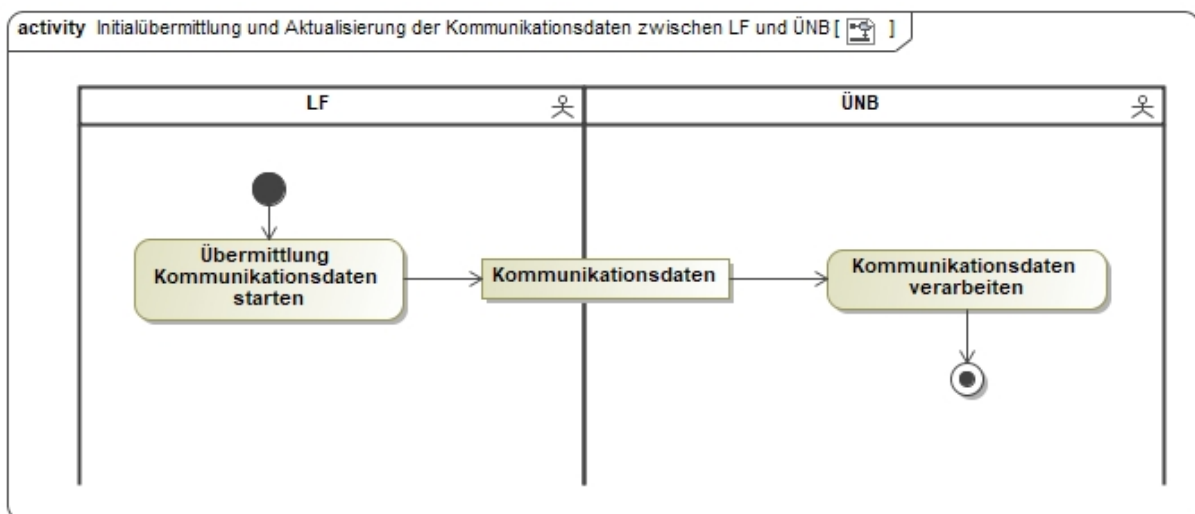 activity Initialübermittlung und Aktualisierung der Kommunikationsdaten zwischen LF und ÜNB [ ]
LF
ÜNB
Übermittlung
Kommunikationsdaten
starten
Kommunikationsdaten
Kommunikationsdaten
verarbeiten